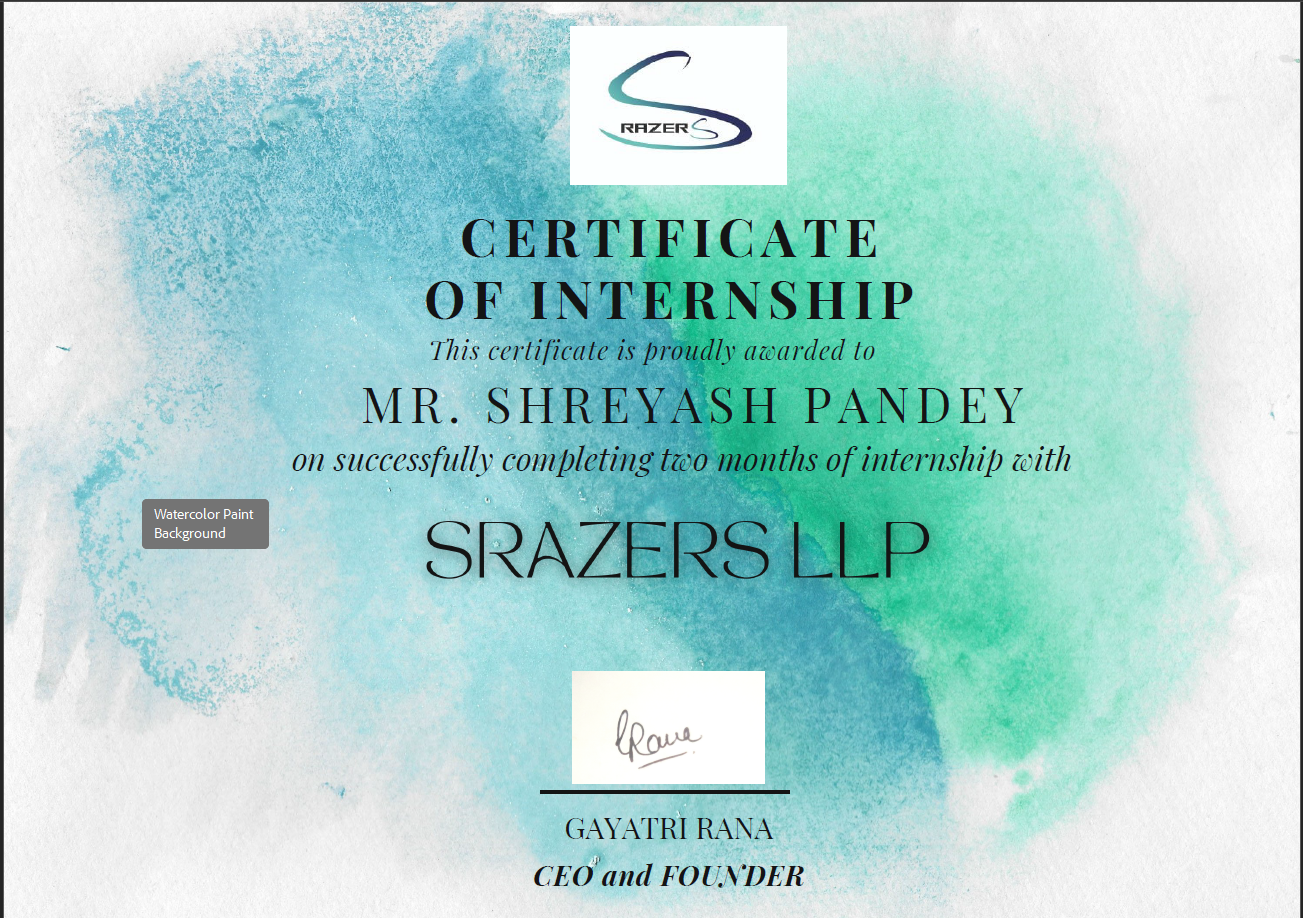 RAZERS
CERTIFICATE
OF INTERNSHIP
This certificate is proudly awarded to
MR. SHREYASH PANDEY
on successfully completing two months of internship with
Watercolor Paint
Background
SRAZERS LLP
GRana
GAYATRI RANA
CEO and FOUNDER